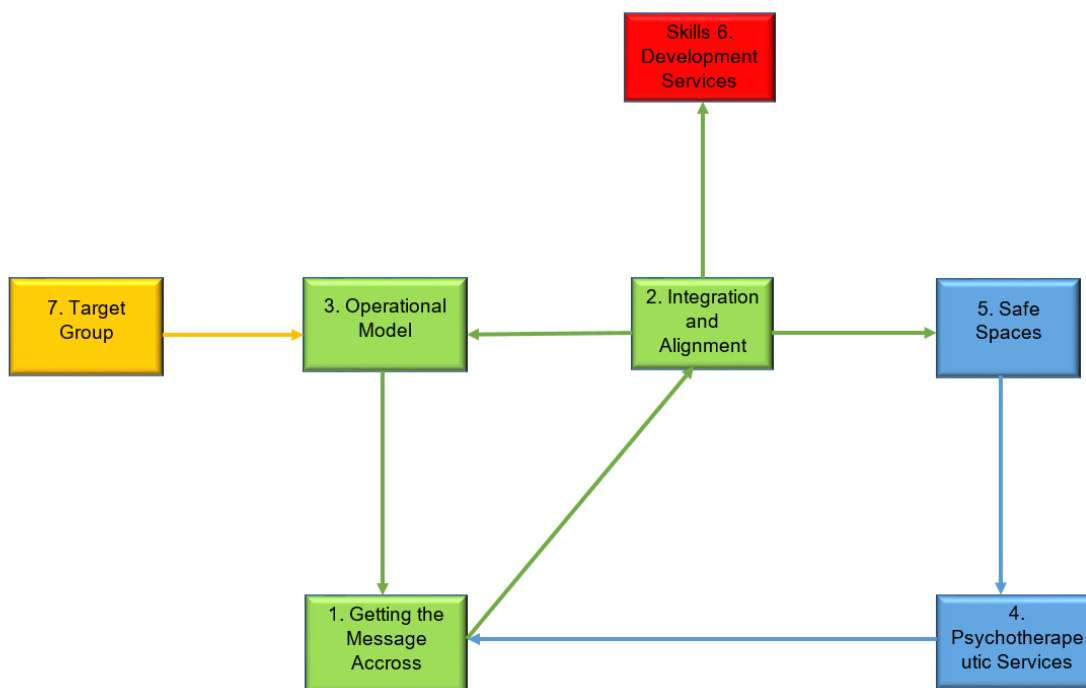 Skills 6.
Development
Services
7. Target
Group
3. Operational
Model
2. Integration
and
Alignment
5. Safe
Spaces
1. Getting the
Message
Accross
4.
Psychotherape
utic Services